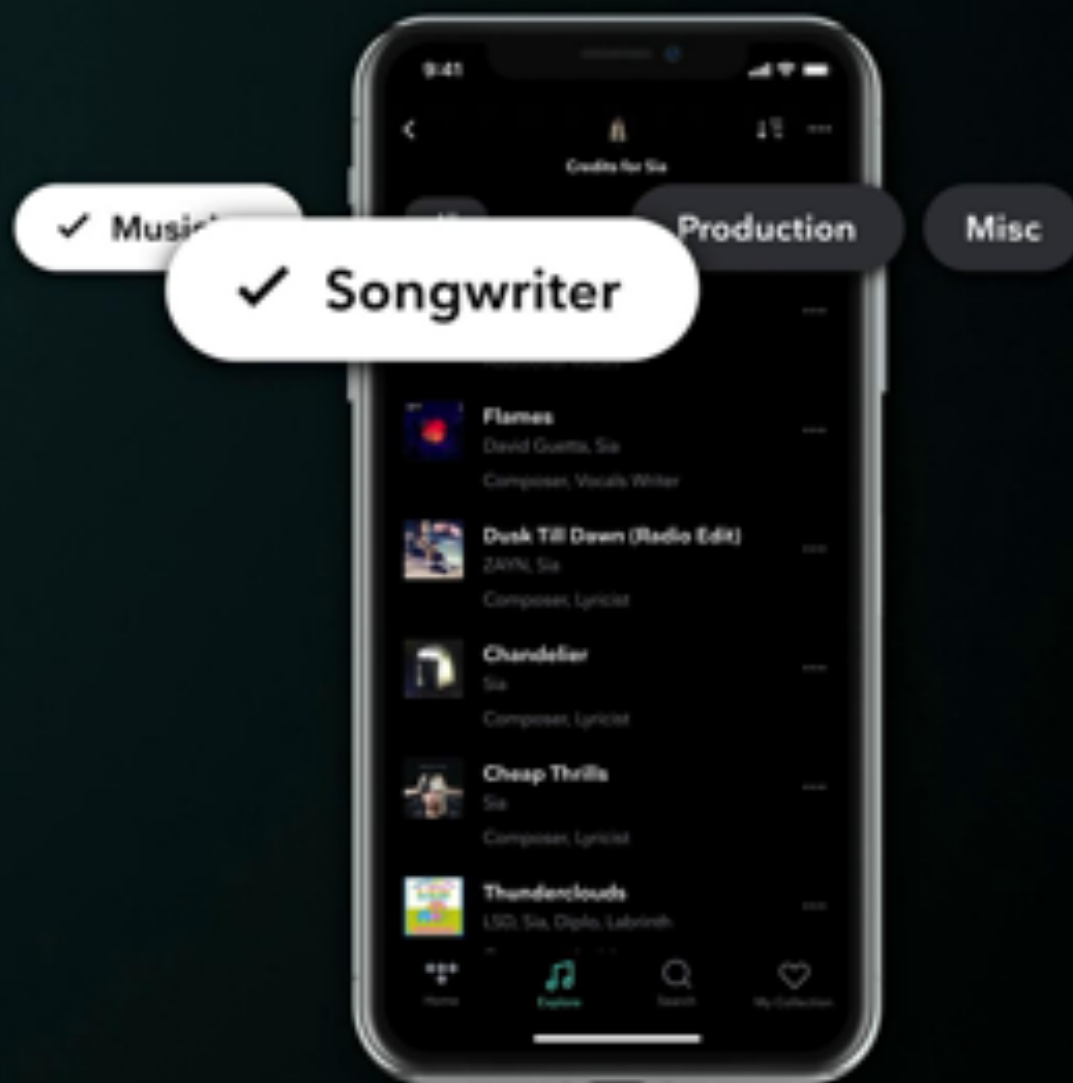 9:41
Credits for Sia
✓ Musici
Production
Misc
✓ Songwriter
Flames
David Guetta, Sia
Composer, Vocals Writer
Dusk Till Dawn (Radio Edit)
ZAYN, Sia
Composer, Lyricist
Chandelier
Sia
Composer, Lyricist
Cheap Thrills
Sia
Composer, Lyricist
Thunderclouds
LSD, Sia, Diplo, Labrinth
Home
Explore
Search
My Collection